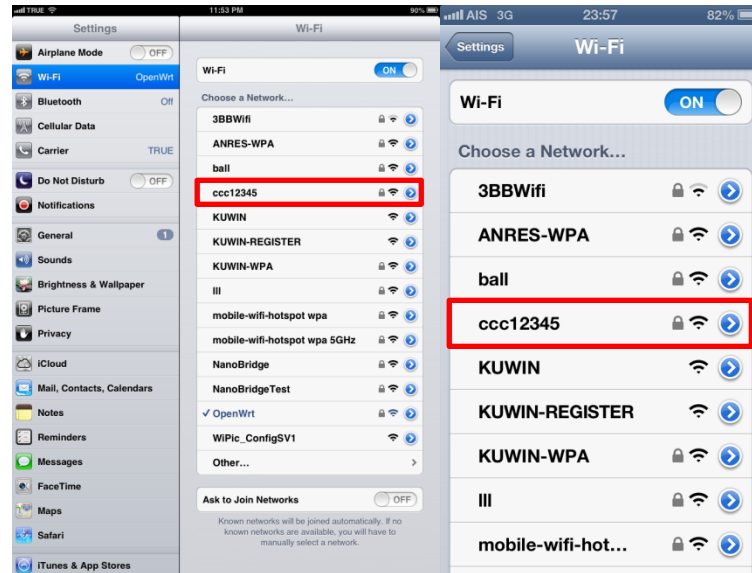 TRUE
11:53 PM
90%
Settings
Wi-Fi
Airplane Mode OFF
Wi-Fi OpenWrt
Bluetooth Off
Cellular Data
Carrier TRUE
Do Not Disturb OFF
Notifications
General 1
Sounds
Brightness & Wallpaper
Picture Frame
Privacy
iCloud
Mail, Contacts, Calendars
Notes
Reminders
Messages
FaceTime
Maps
Safari
iTunes & App Stores
Wi-Fi ON
Choose a Network...
3BBWifi
ANRES-WPA
ball
ccc12345
KUWIN
KUWIN-REGISTER
KUWIN-WPA
lll
mobile-wifi-hotspot wpa
mobile-wifi-hotspot wpa 5GHz
NanoBridge
NanoBridgeTest
✓ OpenWrt
WiPic_ConfigSV1
Other...
Ask to Join Networks OFF
Known networks will be joined automatically. If no
known networks are available, you will have to
manually select a network.
AIS 3G 23:57 82%
Settings Wi-Fi
Wi-Fi ON
Choose a Network...
3BBWifi
ANRES-WPA
ball
ccc12345
KUWIN
KUWIN-REGISTER
KUWIN-WPA
lll
mobile-wifi-hot...